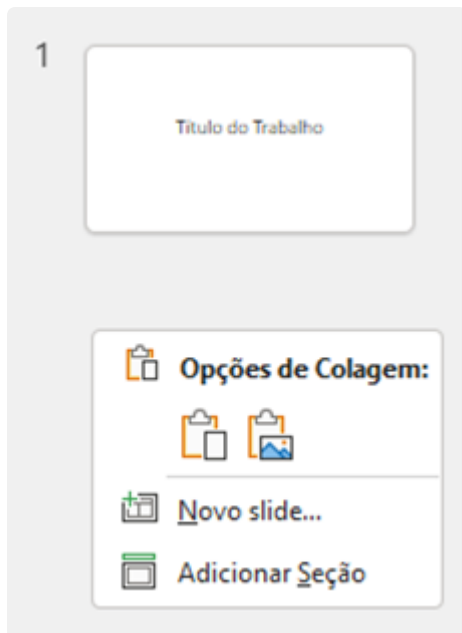 1
Título do Trabalho
Opções de Colagem:
Novo slide...
Adicionar Seção